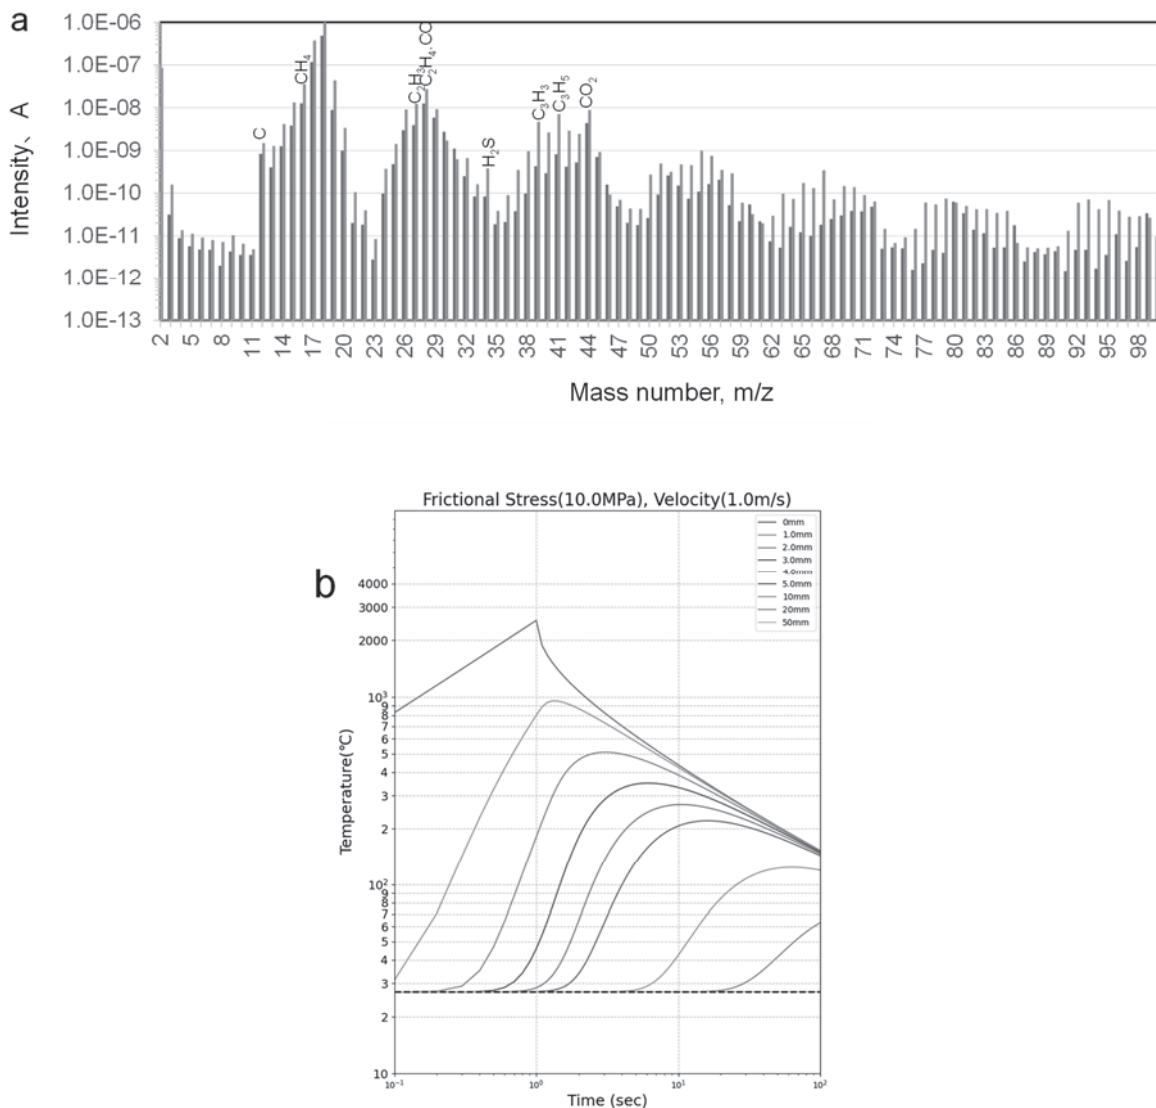 a
1.0E-06
1.0E-07
1.0E-08
1.0E-09
1.0E-10
1.0E-11
1.0E-12
1.0E-13
Intensity、 A
C
CH₄
C₂H₃
C₂H₄.CO
H₂S
C₃H₃
C₃H₅
CO₂
2 5 8 11 14 17 20 23 26 29 32 35 38 41 44 47 50 53 56 59 62 65 68 71 74 77 80 83 86 89 92 95 98
Mass number, m/z
b
Frictional Stress(10.0MPa), Velocity(1.0m/s)
0mm
1.0mm
2.0mm
3.0mm
4.0mm
5.0mm
10mm
20mm
50mm
4000
3000
2000
10³
9
8
7
6
5
4
3
2
10²
9
8
7
6
5
4
3
2
10
Temperature(℃)
10⁻¹ 10⁰ 10¹ 10²
Time (sec)